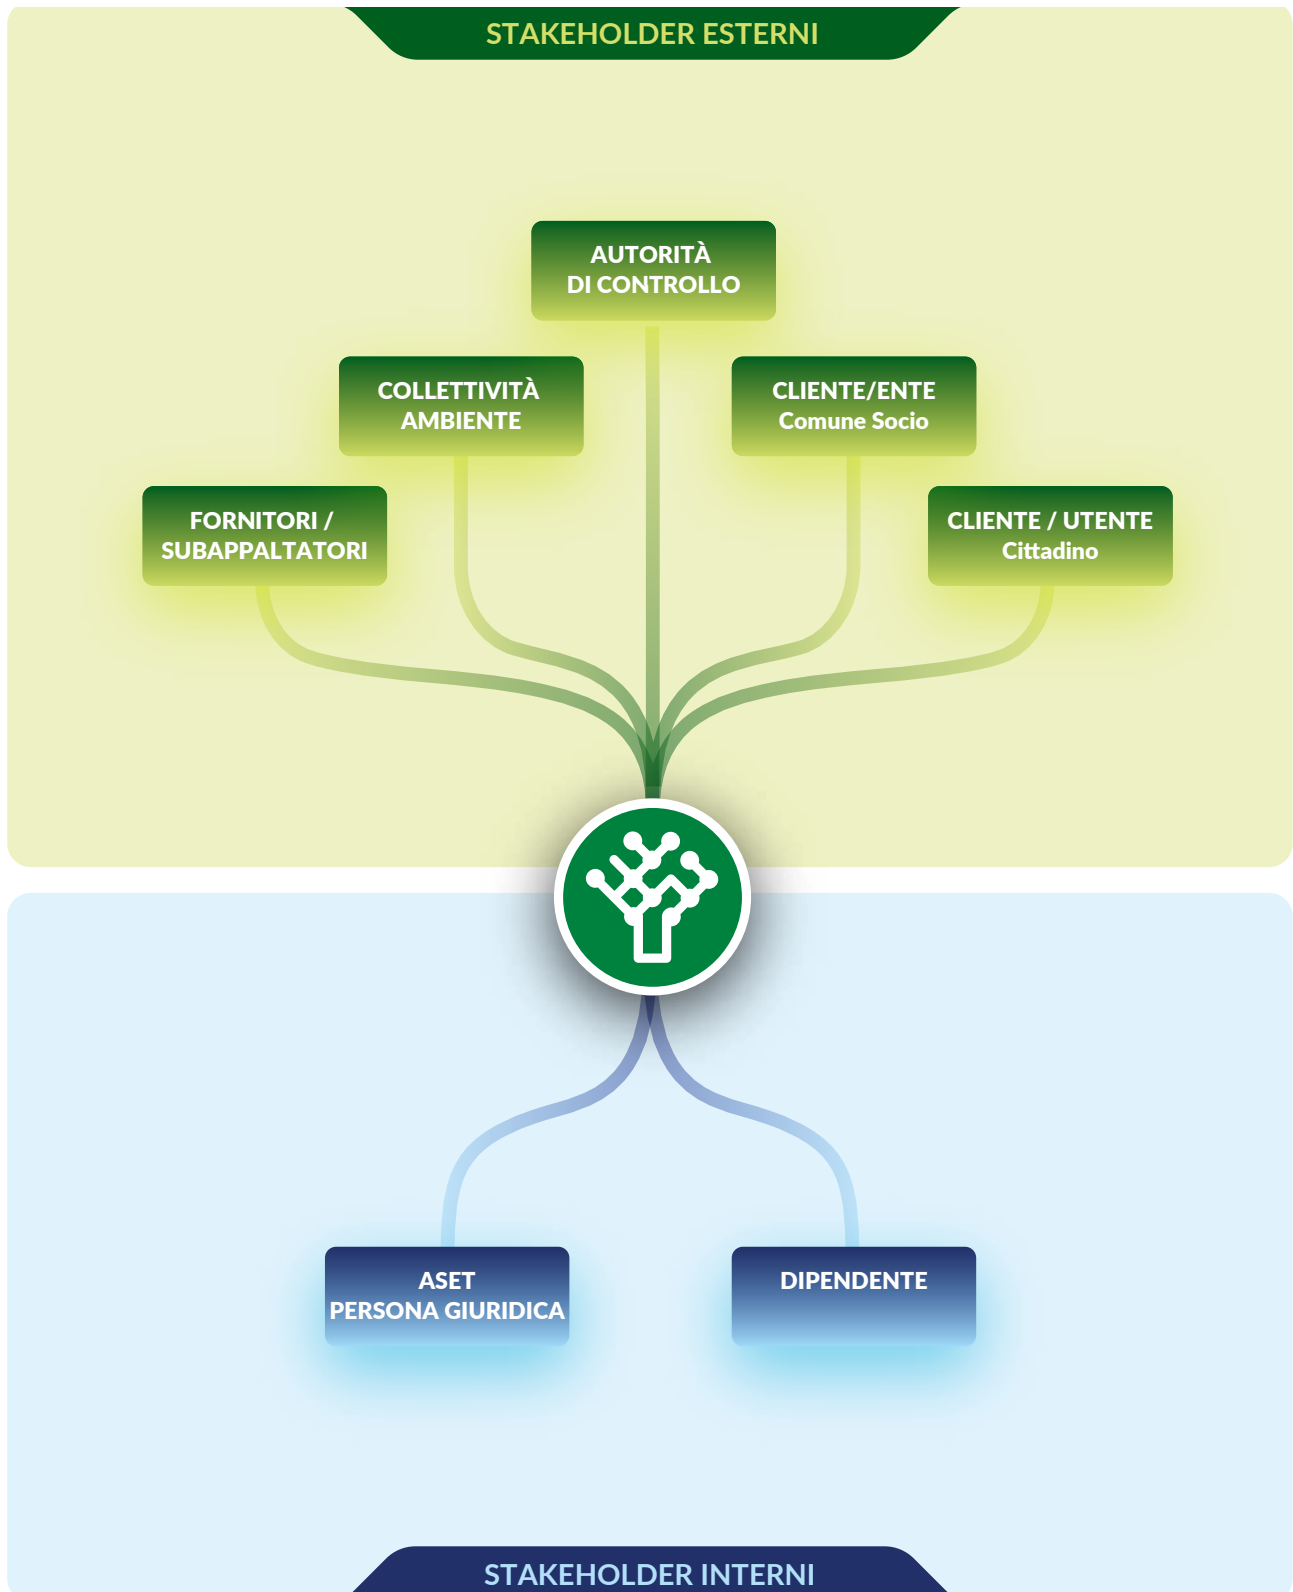 STAKEHOLDER ESTERNI
AUTORITÀ
DI CONTROLLO
COLLETTIVITÀ
AMBIENTE
CLIENTE/ENTE
Comune Socio
FORNITORI /
SUBAPPALTATORI
CLIENTE / UTENTE
Cittadino
ASET
PERSONA GIURIDICA
DIPENDENTE
STAKEHOLDER INTERNI